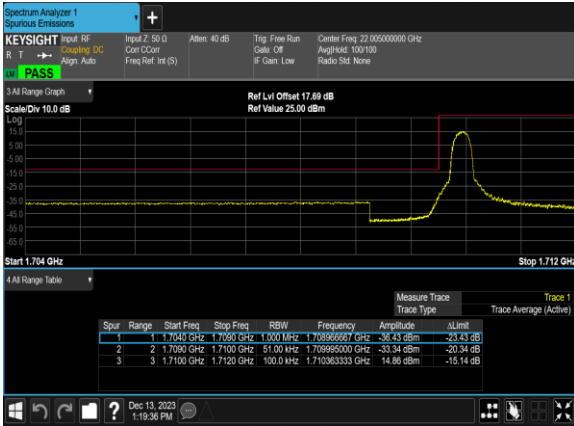 Spectrum Analyzer 1
Spurious Emissions
KEYSIGHT Input: RF Input Z: 50 Ω Atten: 40 dB Trig: Free Run Center Freq: 22.005000000 GHz
R T Coupling: DC Corr CCorr Gate: Off Avg|Hold: 100/100
Align: Auto Freq Ref: Int (S) IF Gain: Low Radio Std: None
LNI PASS
3 All Range Graph
Ref Lvl Offset 17.69 dB
Scale/Div 10.0 dB Ref Value 25.00 dBm
Log
15.0
5.00
-5.00
-15.0
-25.0
-35.0
-45.0
-55.0
-65.0
Start 1.704 GHz Stop 1.712 GHz
4 All Range Table
Measure Trace Trace 1
Trace Type Trace Average (Active)
Spur Range Start Freq Stop Freq RBW Frequency Amplitude ΔLimit
1 1 1.7040 GHz 1.7090 GHz 1.000 MHz 1.708966667 GHz -36.43 dBm -23.43 dB
2 2 1.7090 GHz 1.7100 GHz 51.00 kHz 1.709995000 GHz -33.34 dBm -20.34 dB
3 3 1.7100 GHz 1.7120 GHz 100.0 kHz 1.710363333 GHz 14.86 dBm -15.14 dB
Dec 13, 2023
1:19:36 PM